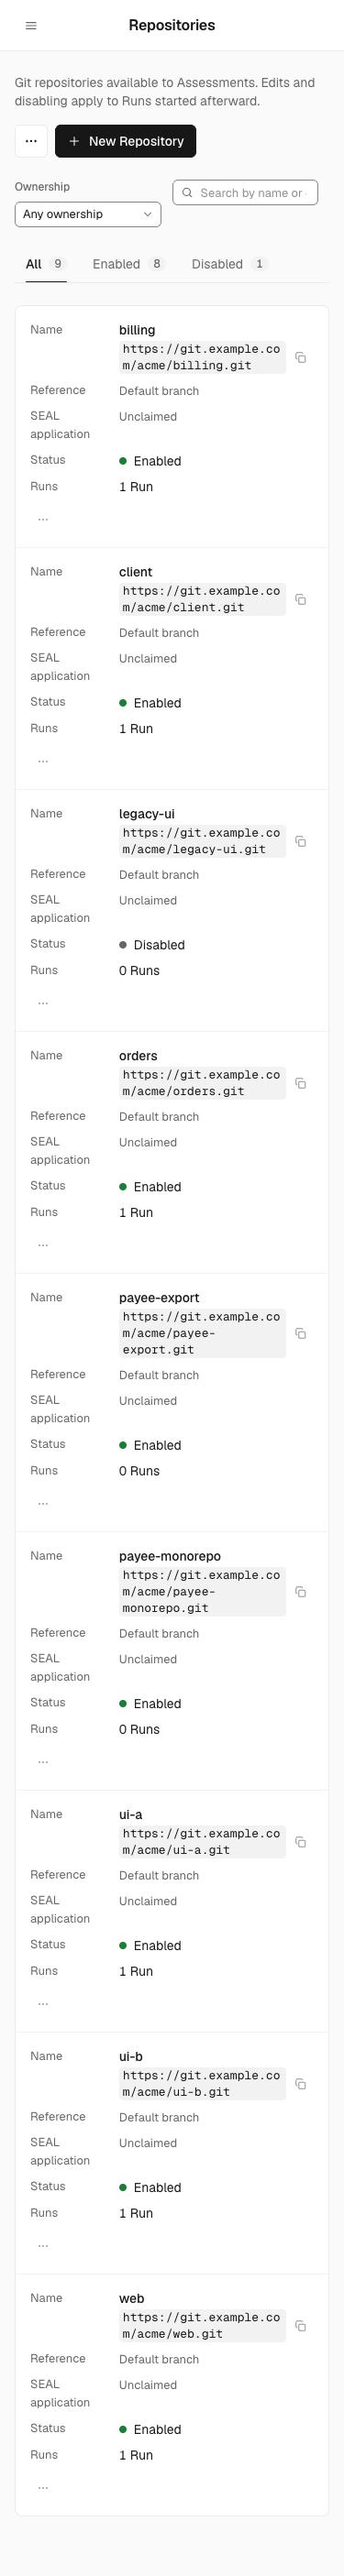 Repositories
Git repositories available to Assessments. Edits and
disabling apply to Runs started afterward.
...
+ New Repository
Ownership
Any ownership
Search by name or
All 9 Enabled 8 Disabled 1
Name billing
https://git.example.co
m/acme/billing.git
Reference Default branch
SEAL Unclaimed
application
Status Enabled
Runs 1 Run
...
Name client
https://git.example.co
m/acme/client.git
Reference Default branch
SEAL Unclaimed
application
Status Enabled
Runs 1 Run
...
Name legacy-ui
https://git.example.co
m/acme/legacy-ui.git
Reference Default branch
SEAL Unclaimed
application
Status Disabled
Runs 0 Runs
...
Name orders
https://git.example.co
m/acme/orders.git
Reference Default branch
SEAL Unclaimed
application
Status Enabled
Runs 1 Run
...
Name payee-export
https://git.example.co
m/acme/payee-
export.git
Reference Default branch
SEAL Unclaimed
application
Status Enabled
Runs 0 Runs
...
Name payee-monorepo
https://git.example.co
m/acme/payee-
monorepo.git
Reference Default branch
SEAL Unclaimed
application
Status Enabled
Runs 0 Runs
...
Name ui-a
https://git.example.co
m/acme/ui-a.git
Reference Default branch
SEAL Unclaimed
application
Status Enabled
Runs 1 Run
...
Name ui-b
https://git.example.co
m/acme/ui-b.git
Reference Default branch
SEAL Unclaimed
application
Status Enabled
Runs 1 Run
...
Name web
https://git.example.co
m/acme/web.git
Reference Default branch
SEAL Unclaimed
application
Status Enabled
Runs 1 Run
...